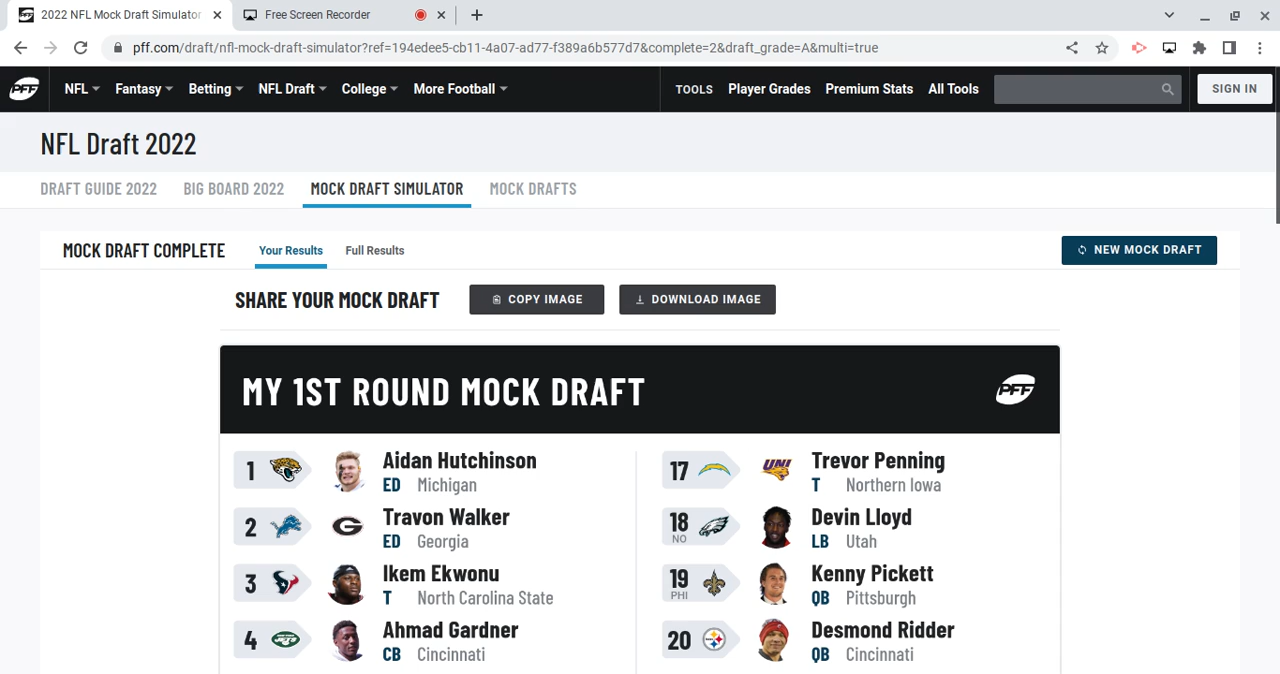 2022 NFL Mock Draft Simulator
Free Screen Recorder
pff.com/draft/nfl-mock-draft-simulator?ref=194edee5-cb11-4a07-ad77-f389a6b577d7&complete=2&draft_grade=A&multi=true
PFF NFL Fantasy Betting NFL Draft College More Football TOOLS Player Grades Premium Stats All Tools SIGN IN
NFL Draft 2022
DRAFT GUIDE 2022 BIG BOARD 2022 MOCK DRAFT SIMULATOR MOCK DRAFTS
MOCK DRAFT COMPLETE Your Results Full Results NEW MOCK DRAFT
SHARE YOUR MOCK DRAFT COPY IMAGE DOWNLOAD IMAGE
MY 1ST ROUND MOCK DRAFT PFF
1 Aidan Hutchinson
ED Michigan
2 Travon Walker
ED Georgia
3 Ikem Ekwonu
T North Carolina State
4 Ahmad Gardner
CB Cincinnati
17 UNI Trevor Penning
T Northern Iowa
18 NO Devin Lloyd
LB Utah
19 PHI Kenny Pickett
QB Pittsburgh
20 Desmond Ridder
QB Cincinnati